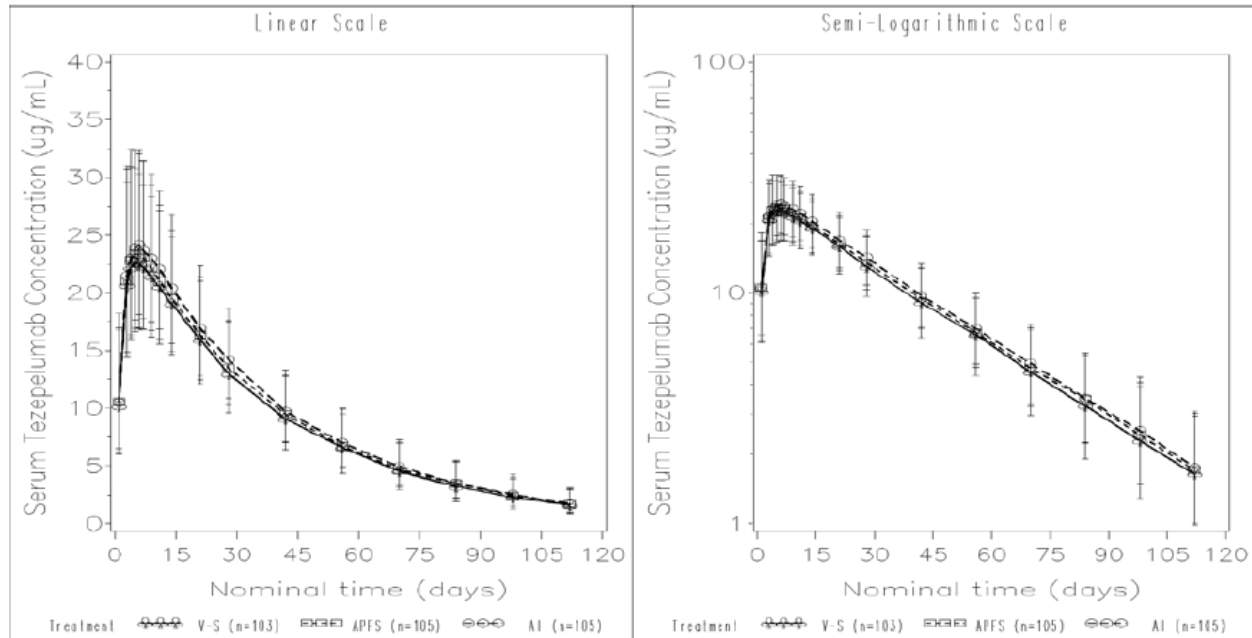 Linear Scale
Serum Tezepelumab Concentration (ug/mL)
40
35
30
25
20
15
10
5
0
0 15 30 45 60 75 90 105 120
Nominal time (days)
Treatment V-S (n=103) APFS (n=105) AI (n=105)
Semi-Logarithmic Scale
Serum Tezepelumab Concentration (ug/mL)
100
10
1
0 15 30 45 60 75 90 105 120
Nominal time (days)
Treatment V-S (n=103) APFS (n=105) AI (n=105)